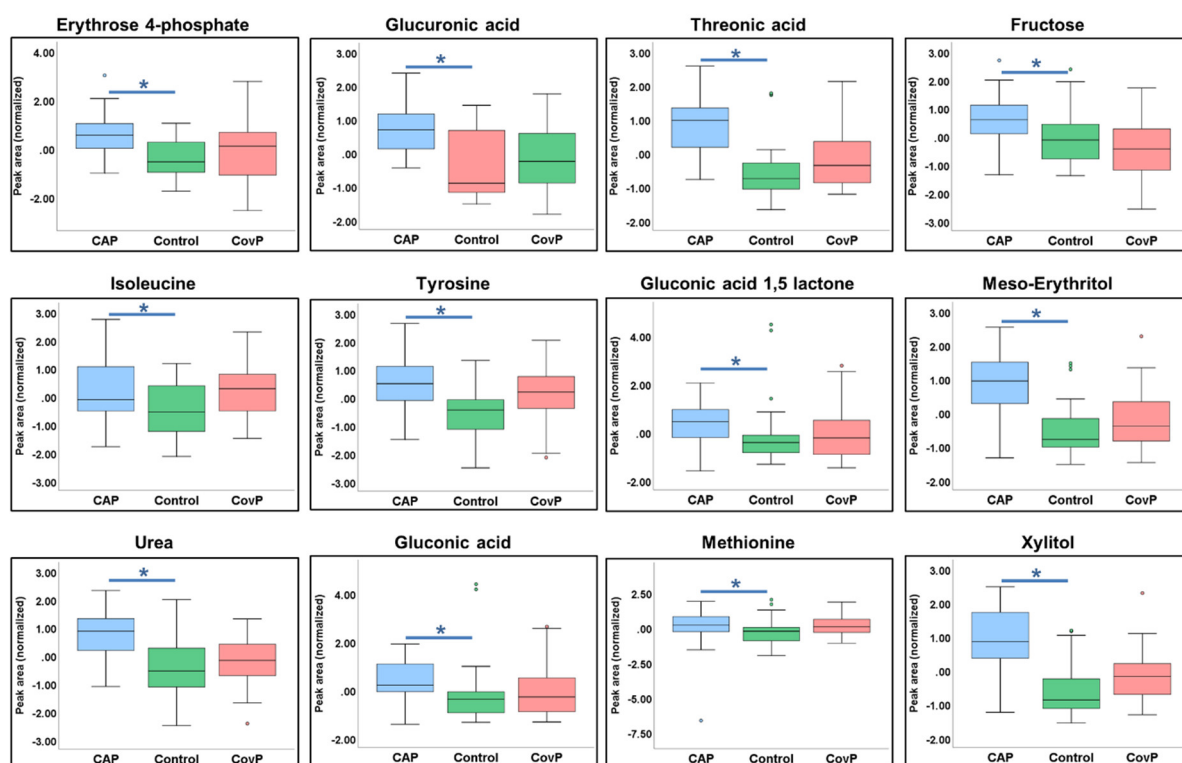 Erythrose 4-phosphate
Glucuronic acid
Threonic acid
Fructose
Peak area (normalized)
4.00
2.00
.00
-2.00
*
CAP
Control
CovP
Peak area (normalized)
3.00
2.00
1.00
.00
-1.00
-2.00
*
CAP
Control
CovP
Peak area (normalized)
3.00
2.00
1.00
.00
-1.00
-2.00
*
CAP
Control
CovP
Peak area (normalized)
3.00
2.00
1.00
.00
-1.00
-2.00
-3.00
*
CAP
Control
CovP
Isoleucine
Tyrosine
Gluconic acid 1,5 lactone
Meso-Erythritol
Peak area (normalized)
3.00
2.00
1.00
.00
-1.00
-2.00
-3.00
*
CAP
Control
CovP
Peak area (normalized)
3.00
2.00
1.00
.00
-1.00
-2.00
-3.00
*
CAP
Control
CovP
Peak area (normalized)
4.00
2.00
.00
-2.00
*
CAP
Control
CovP
Peak area (normalized)
3.00
2.00
1.00
.00
-1.00
-2.00
*
CAP
Control
CovP
Urea
Gluconic acid
Methionine
Xylitol
Peak area (normalized)
3.00
2.00
1.00
.00
-1.00
-2.00
-3.00
*
CAP
Control
CovP
Peak area (normalized)
4.00
2.00
.00
-2.00
*
CAP
Control
CovP
Peak area (normalized)
2.50
.00
-2.50
-5.00
-7.50
*
CAP
Control
CovP
Peak area (normalized)
3.00
2.00
1.00
.00
-1.00
-2.00
*
CAP
Control
CovP